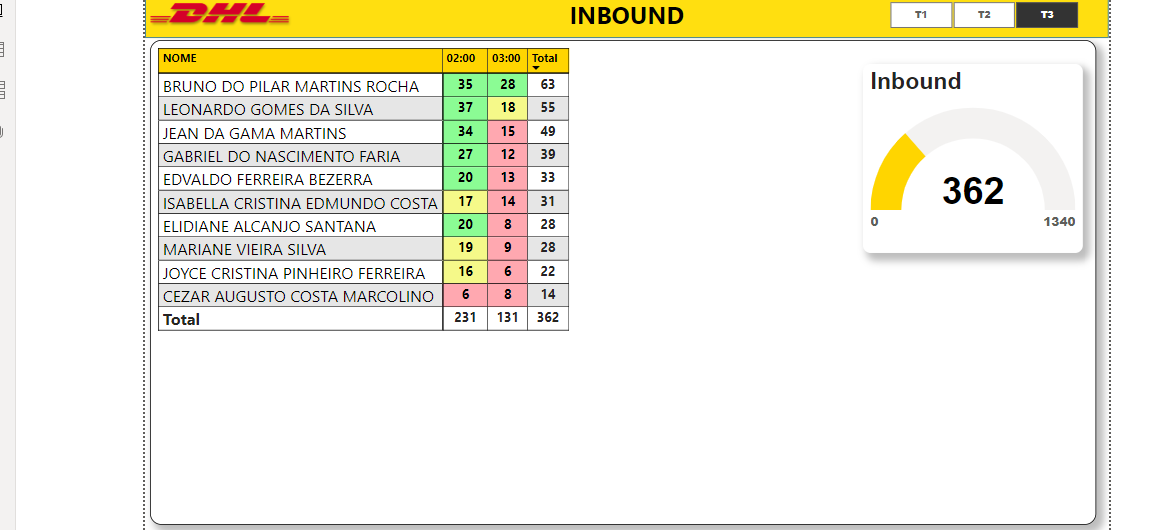 DHL INBOUND T1 T2 T3
NOME 02:00 03:00 Total
BRUNO DO PILAR MARTINS ROCHA 35 28 63
LEONARDO GOMES DA SILVA 37 18 55
JEAN DA GAMA MARTINS 34 15 49
GABRIEL DO NASCIMENTO FARIA 27 12 39
EDVALDO FERREIRA BEZERRA 20 13 33
ISABELLA CRISTINA EDMUNDO COSTA 17 14 31
ELIDIANE ALCANJO SANTANA 20 8 28
MARIANE VIEIRA SILVA 19 9 28
JOYCE CRISTINA PINHEIRO FERREIRA 16 6 22
CEZAR AUGUSTO COSTA MARCOLINO 6 8 14
Total 231 131 362
Inbound
362
0 1340